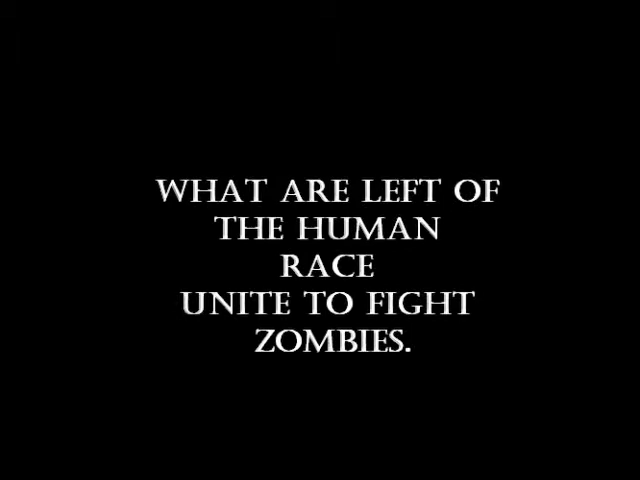 WHAT ARE LEFT OF
THE HUMAN
RACE
UNITE TO FIGHT
ZOMBIES.